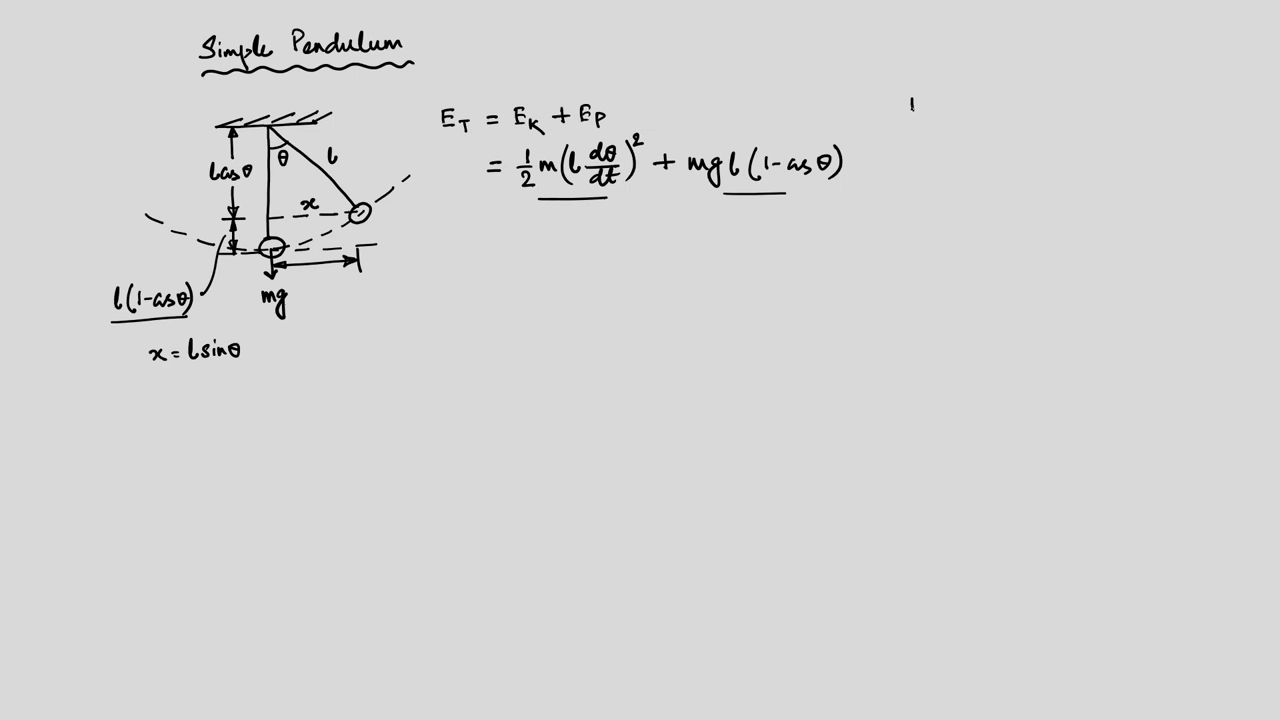 Simple Pendulum
E_T = E_K + E_P
= 1/2 m(l dθ/dt)^2 + mgl(1-cosθ)
θ
l
lcosθ
x
mg
l(1-cosθ)
x = lsinθ